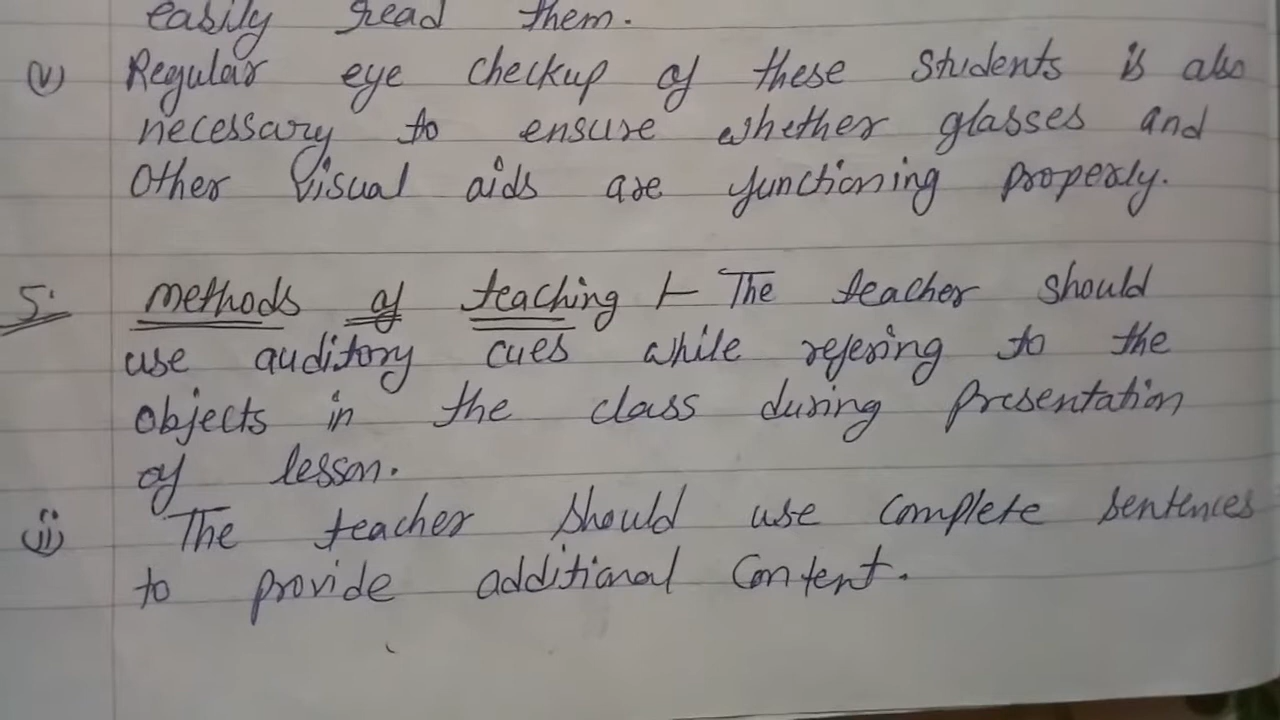 easily read them.
(v) Regular eye checkup of these students is also
necessary to ensure whether glasses and
other visual aids are functioning properly.
5. methods of teaching :- The teacher should
use auditory cues while refering to the
objects in the class during presentation
of lesson.
(ii) The teacher should use complete sentences
to provide additional content.